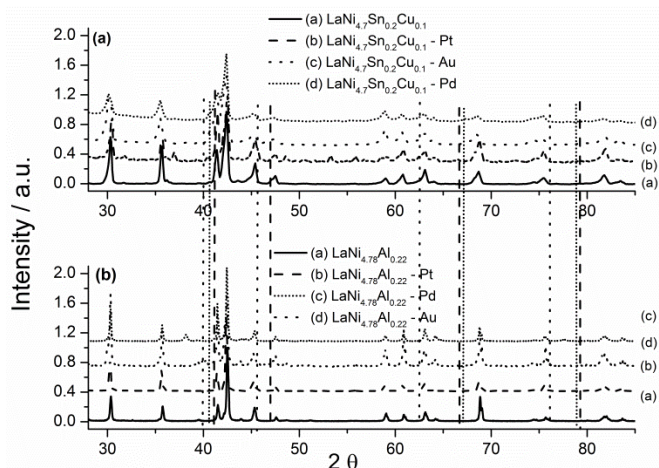 (a)
(a) LaNi4.7Sn0.2Cu0.1
(b) LaNi4.7Sn0.2Cu0.1 - Pt
(c) LaNi4.7Sn0.2Cu0.1 - Au
(d) LaNi4.7Sn0.2Cu0.1 - Pd
2.0
1.6
1.2
0.8
0.4
0.0
(d)
(c)
(b)
(a)
30 40 50 60 70 80
Intensity / a.u.
(b)
(a) LaNi4.78Al0.22
(b) LaNi4.78Al0.22 - Pt
(c) LaNi4.78Al0.22 - Pd
(d) LaNi4.78Al0.22 - Au
2.0
1.6
1.2
0.8
0.4
0.0
(c)
(d)
(b)
(a)
30 40 50 60 70 80
2 θ